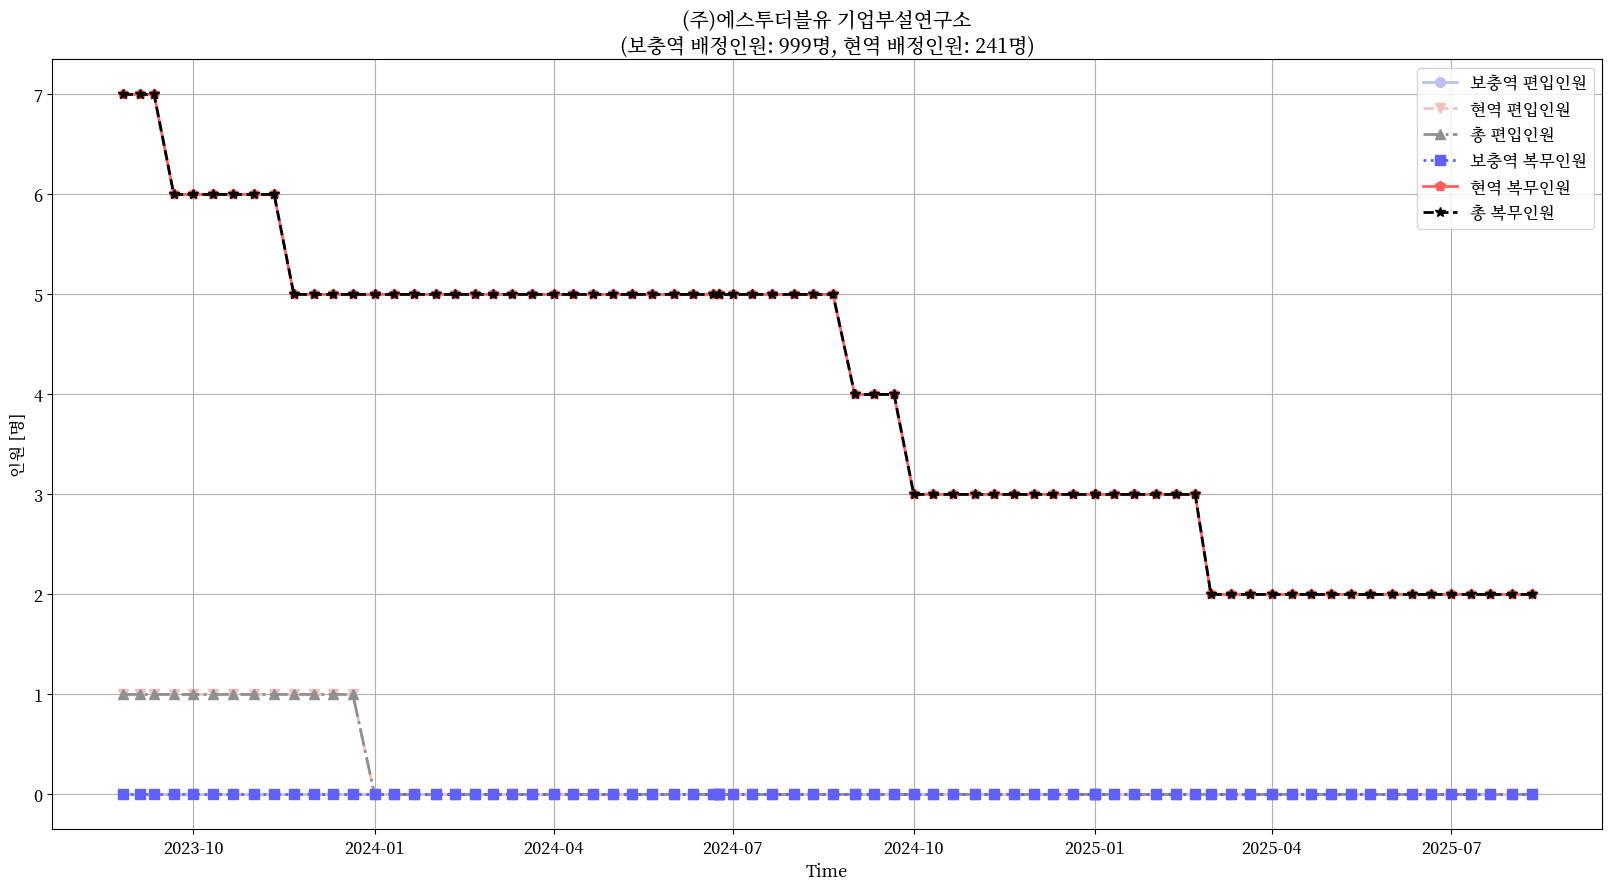 (주)에스투더블유 기업부설연구소
(보충역 배정인원: 999명, 현역 배정인원: 241명)
보충역 편입인원
현역 편입인원
총 편입인원
보충역 복무인원
현역 복무인원
총 복무인원
인원 [명]
7
6
5
4
3
2
1
0
2023-10
2024-01
2024-04
2024-07
2024-10
2025-01
2025-04
2025-07
Time